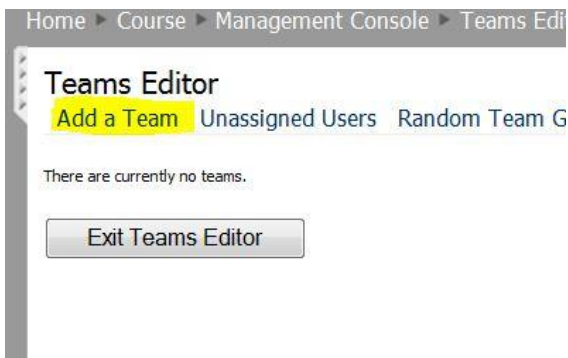 Home ▶ Course ▶ Management Console ▶ Teams Edi
Teams Editor
Add a Team Unassigned Users Random Team G
There are currently no teams.
Exit Teams Editor